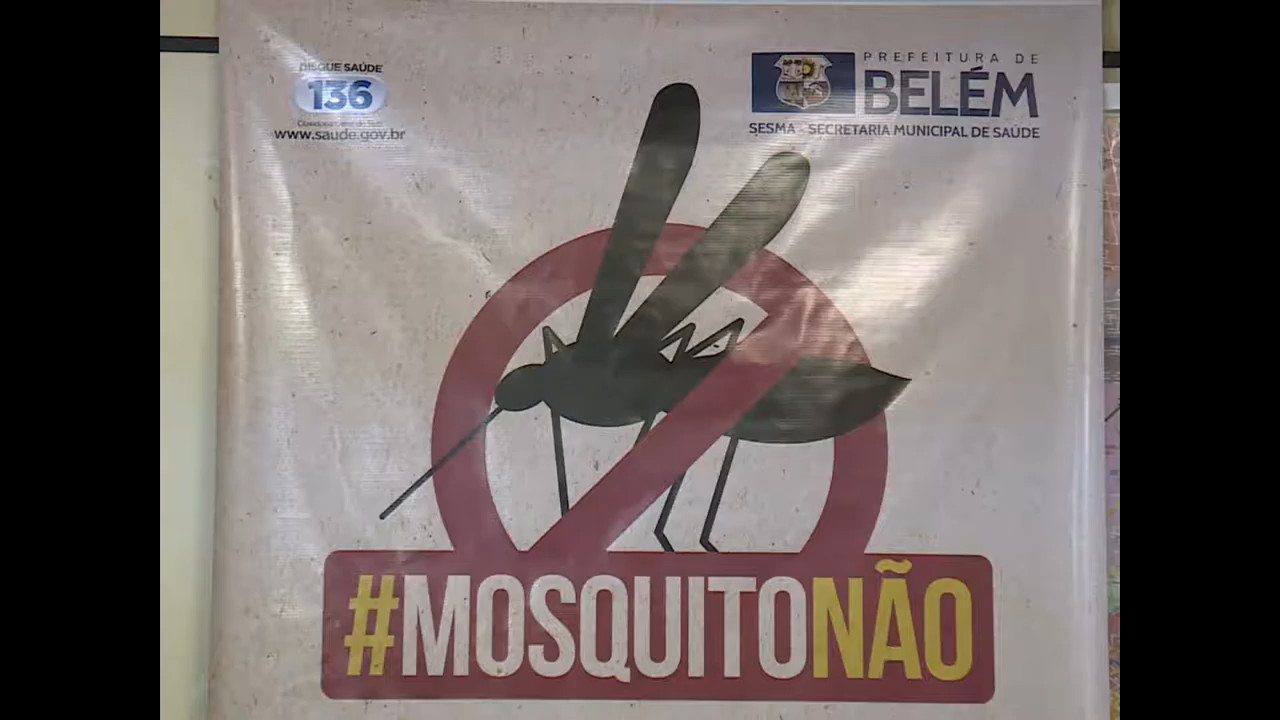 DISQUE SAÚDE
136
www.saude.gov.br
PREFEITURA DE
BELÉM
SESMA - SECRETARIA MUNICIPAL DE SAÚDE
#MOSQUITONÃO